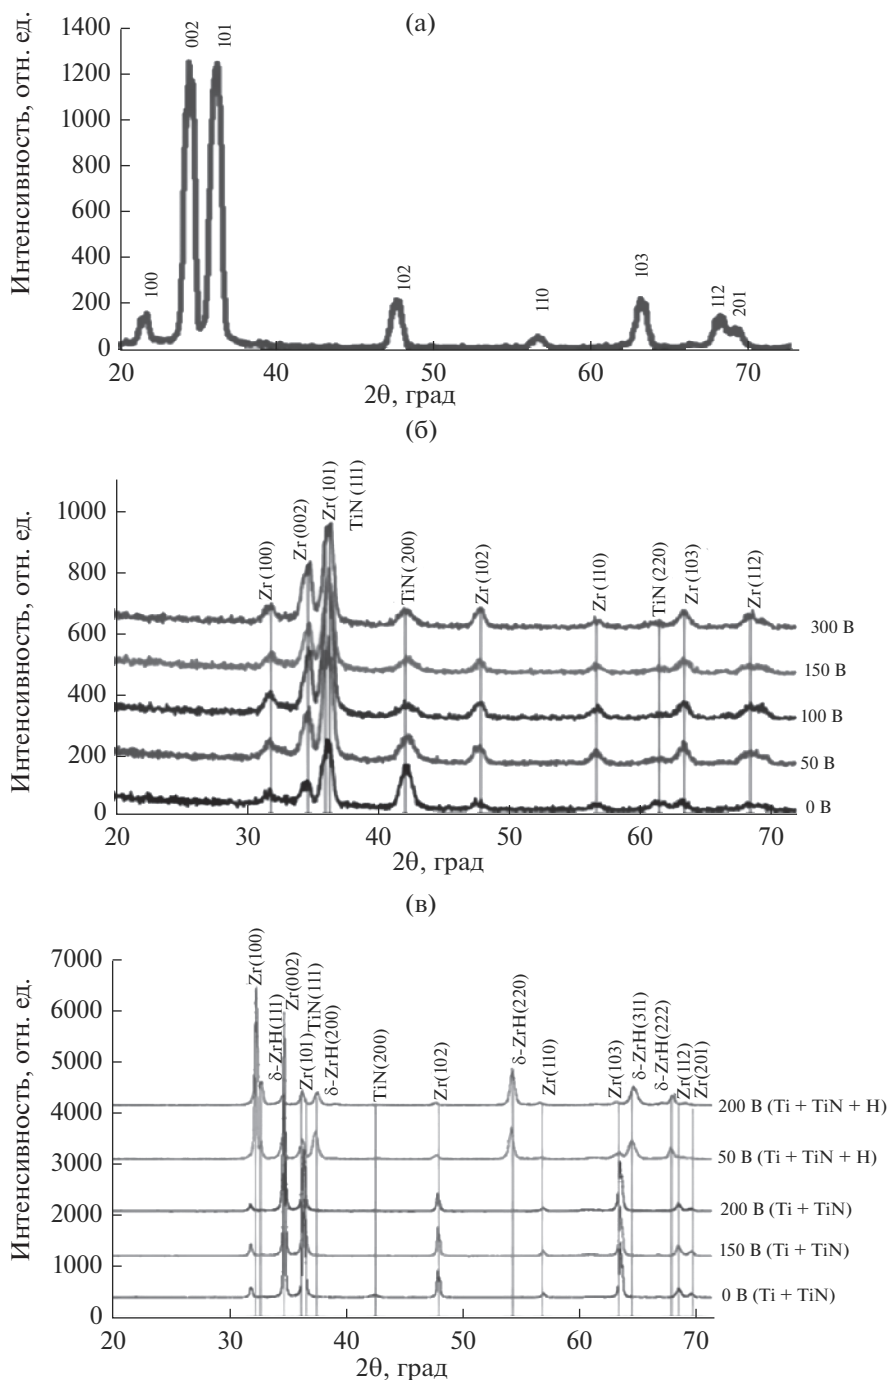 (а)
Интенсивность, отн. ед.
1400
1200
1000
800
600
400
200
0
100
002
101
102
110
103
112
201
20
40
50
60
70
2θ, град
(б)
Интенсивность, отн. ед.
1000
800
600
400
200
0
Zr(100)
Zr(002)
Zr(101)
TiN(111)
TiN(200)
Zr(102)
Zr(110)
TiN(220)
Zr(103)
Zr(112)
300 В
150 В
100 В
50 В
0 В
20
30
40
50
60
70
2θ, град
(в)
Интенсивность, отн. ед.
7000
6000
5000
4000
3000
2000
1000
0
Zr(100)
δ-ZrH(111)
Zr(002)
Zr(101)
TiN(111)
δ-ZrH(200)
TiN(200)
Zr(102)
δ-ZrH(220)
Zr(110)
Zr(103)
δ-ZrH(311)
δ-ZrH(222)
Zr(112)
Zr(201)
200 В (Ti + TiN + H)
50 В (Ti + TiN + H)
200 В (Ti + TiN)
150 В (Ti + TiN)
0 В (Ti + TiN)
20
30
40
50
60
70
2θ, град